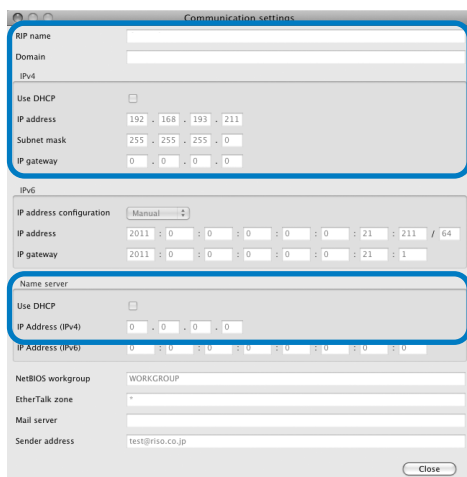 Communication settings
RIP name
Domain
IPv4
Use DHCP
IP address 192 . 168 . 193 . 211
Subnet mask 255 . 255 . 255 . 0
IP gateway 0 . 0 . 0 . 0
IPv6
IP address configuration Manual
IP address 2011 : 0 : 0 : 0 : 0 : 0 : 21 : 211 / 64
IP gateway 2011 : 0 : 0 : 0 : 0 : 0 : 21 : 1
Name server
Use DHCP
IP Address (IPv4) 0 . 0 . 0 . 0
IP Address (IPv6) 0 : 0 : 0 : 0 : 0 : 0 : 0 : 0
NetBIOS workgroup WORKGROUP
EtherTalk zone *
Mail server
Sender address test@riso.co.jp
Close